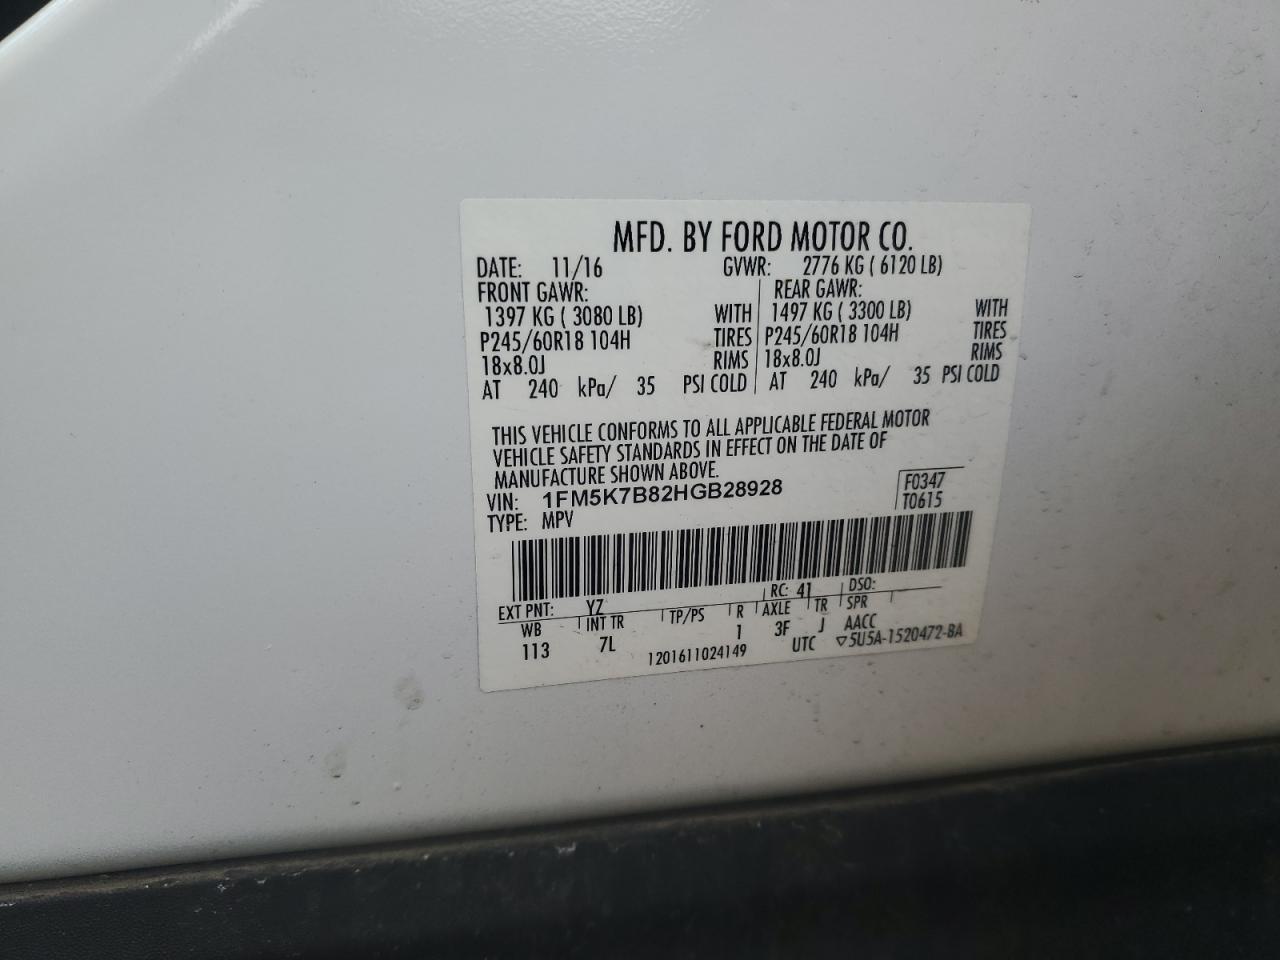 MFD. BY FORD MOTOR CO.
DATE: 11/16 GVWR: 2776 KG ( 6120 LB)
FRONT GAWR: REAR GAWR:
1397 KG ( 3080 LB) WITH 1497 KG ( 3300 LB) WITH
P245/60R18 104H TIRES P245/60R18 104H TIRES
18x8.0J RIMS 18x8.0J RIMS
AT 240 kPa/ 35 PSI COLD AT 240 kPa/ 35 PSI COLD
THIS VEHICLE CONFORMS TO ALL APPLICABLE FEDERAL MOTOR
VEHICLE SAFETY STANDARDS IN EFFECT ON THE DATE OF
MANUFACTURE SHOWN ABOVE.
VIN: 1FM5K7B82HGB28928 F0347
TYPE: MPV T0615
EXT PNT: YZ RC: 41 DSO:
WB INT TR TP/PS R AXLE TR SPR
113 7L 1 3F J AACC
1201611024149 UTC ▽5U5A-1520472-BA